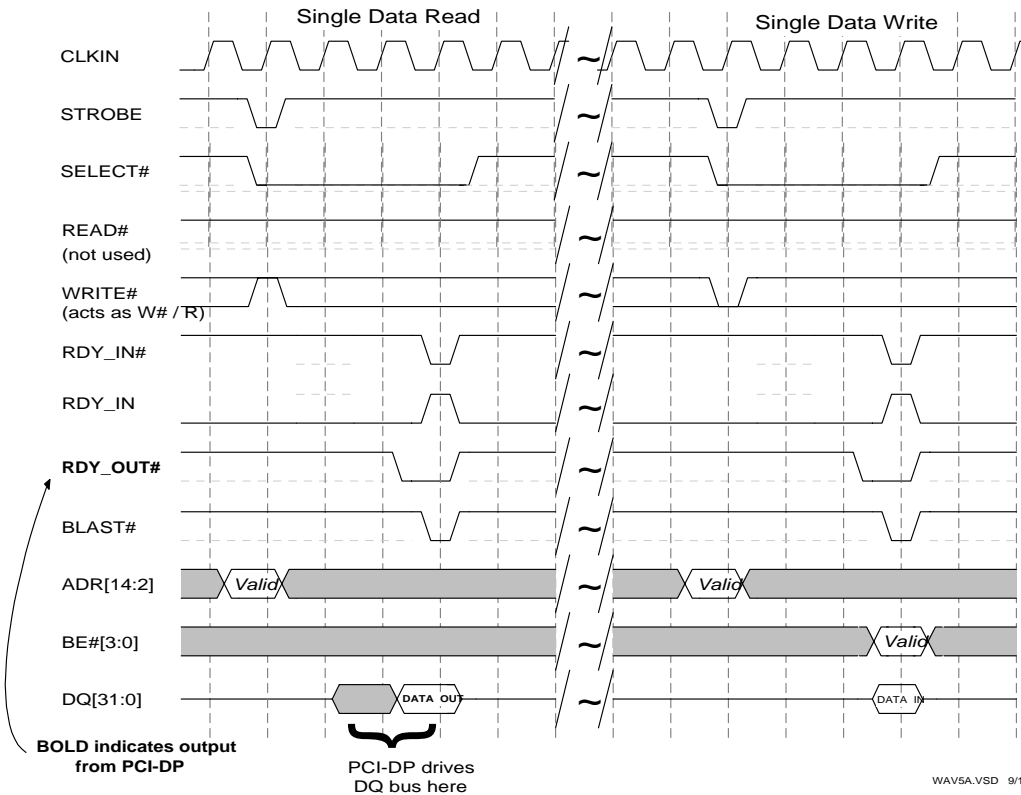 Single Data Read
Single Data Write
CLKIN
STROBE
SELECT#
READ#
(not used)
WRITE#
(acts as W# / R)
RDY_IN#
RDY_IN
RDY_OUT#
BLAST#
ADR[14:2]
Valid
Valid
BE#[3:0]
Valid
DQ[31:0]
DATA OUT
DATA IN
BOLD indicates output
from PCI-DP
PCI-DP drives
DQ bus here
WAV5A.VSD 9/1